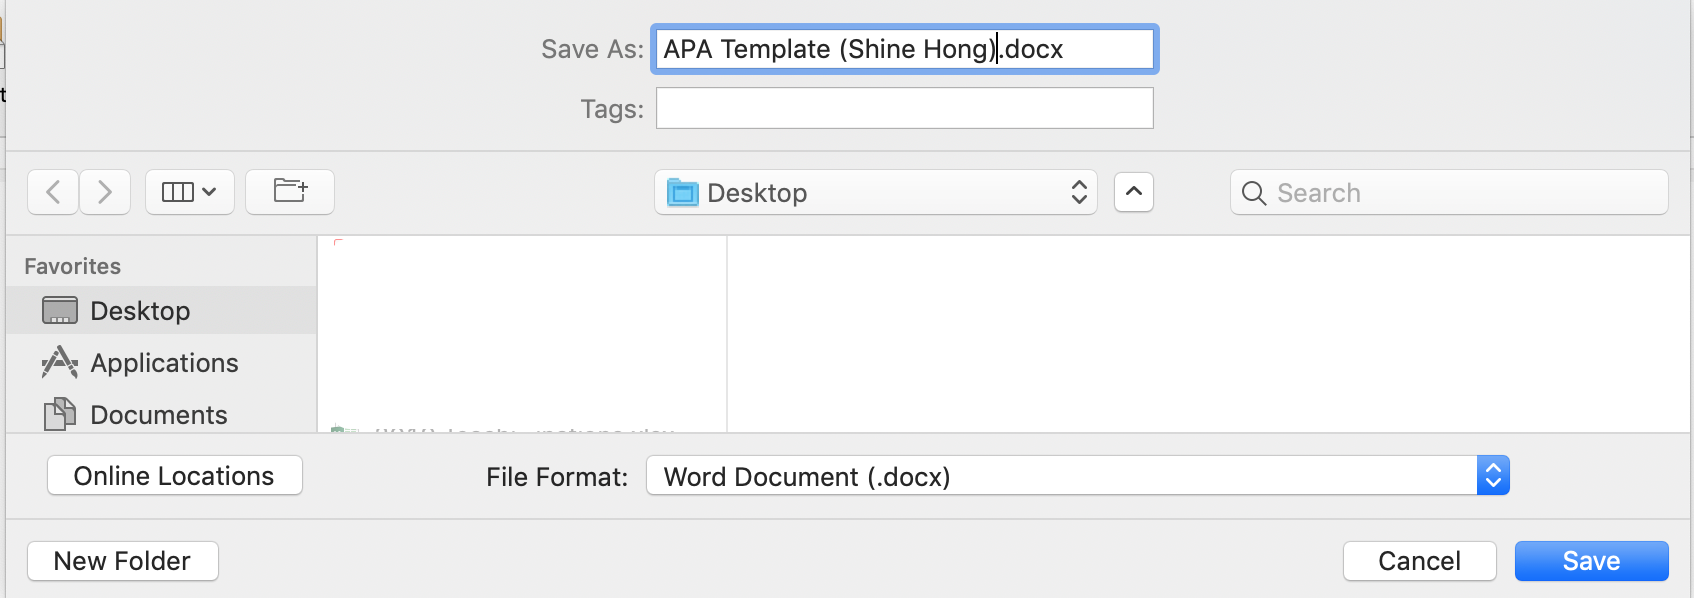 Save As: APA Template (Shine Hong).docx
Tags:
Desktop
Search
Favorites
Desktop
Applications
Documents
Online Locations
File Format: Word Document (.docx)
New Folder
Cancel
Save